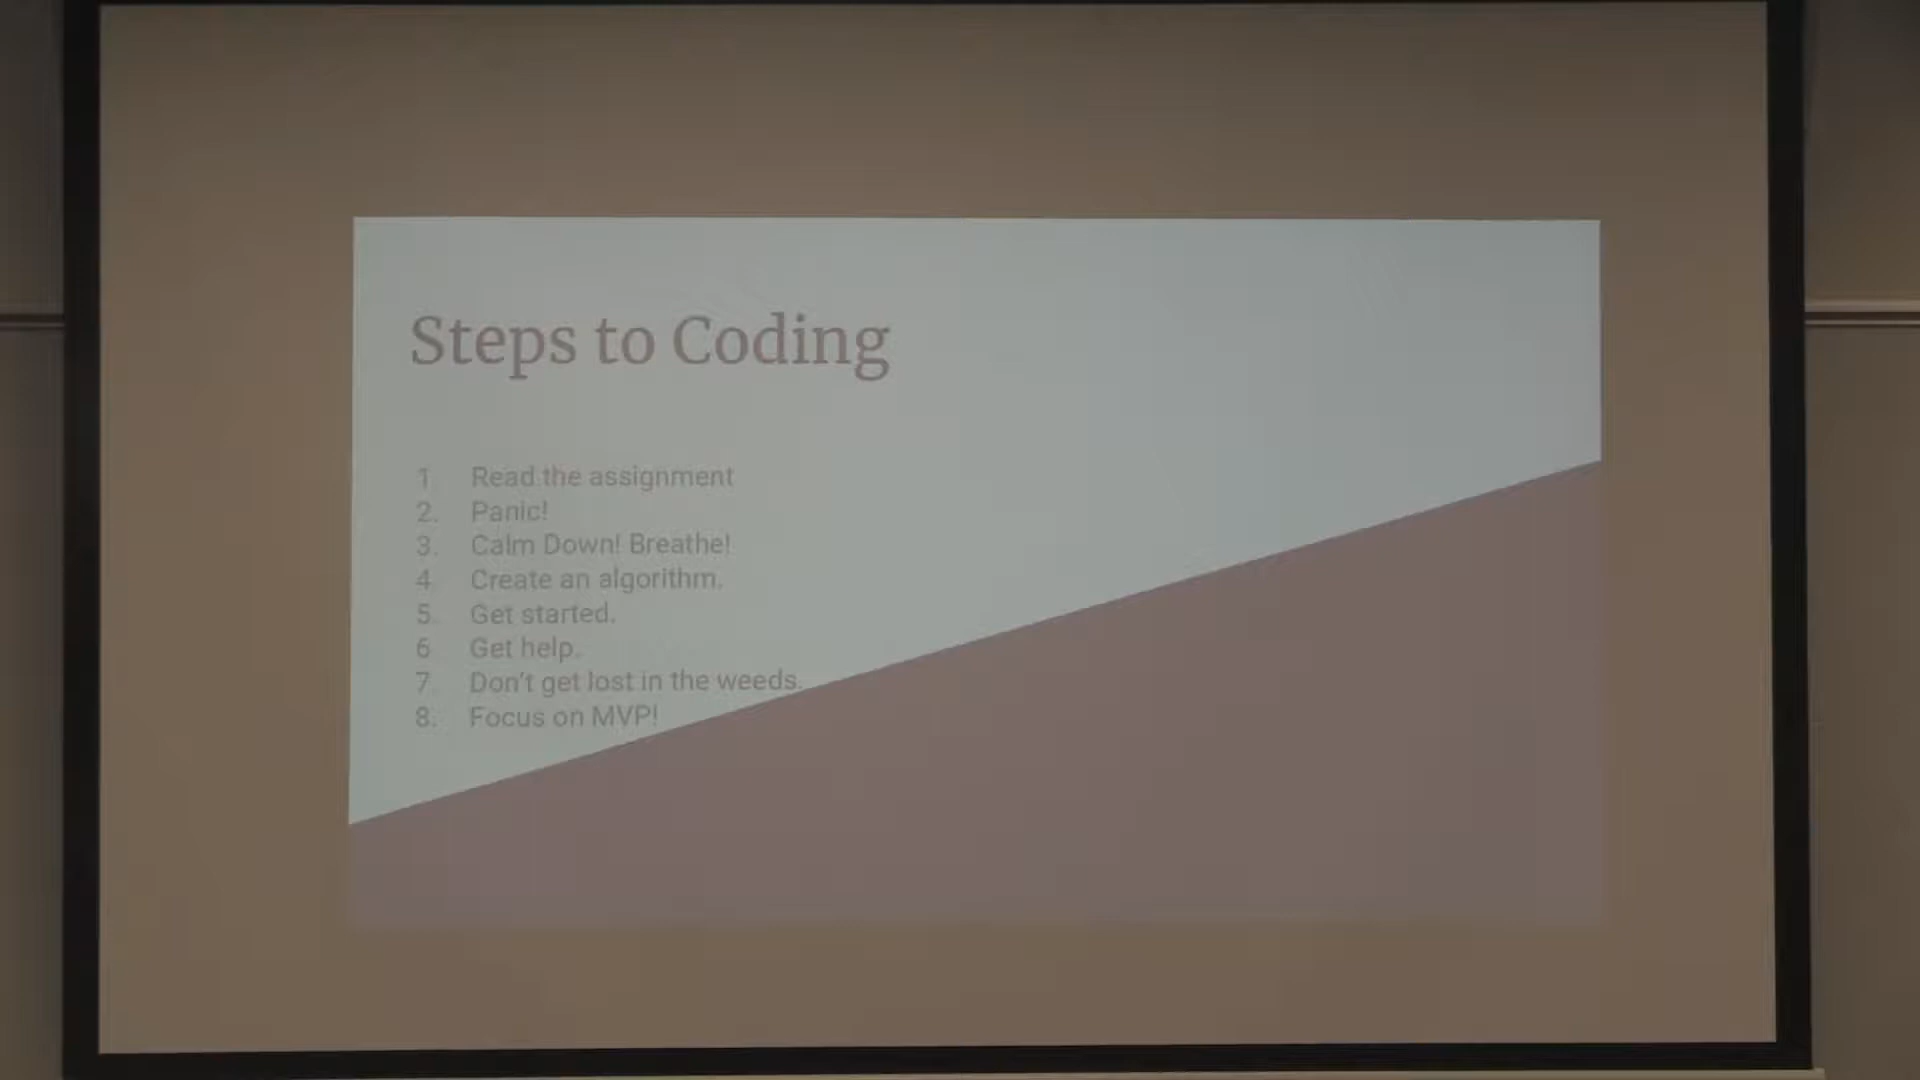 Steps to Coding
1. Read the assignment
2. Panic!
3. Calm Down! Breathe!
4. Create an algorithm.
5. Get started.
6 Get help.
7. Don't get lost in the weeds.
8. Focus on MVP!